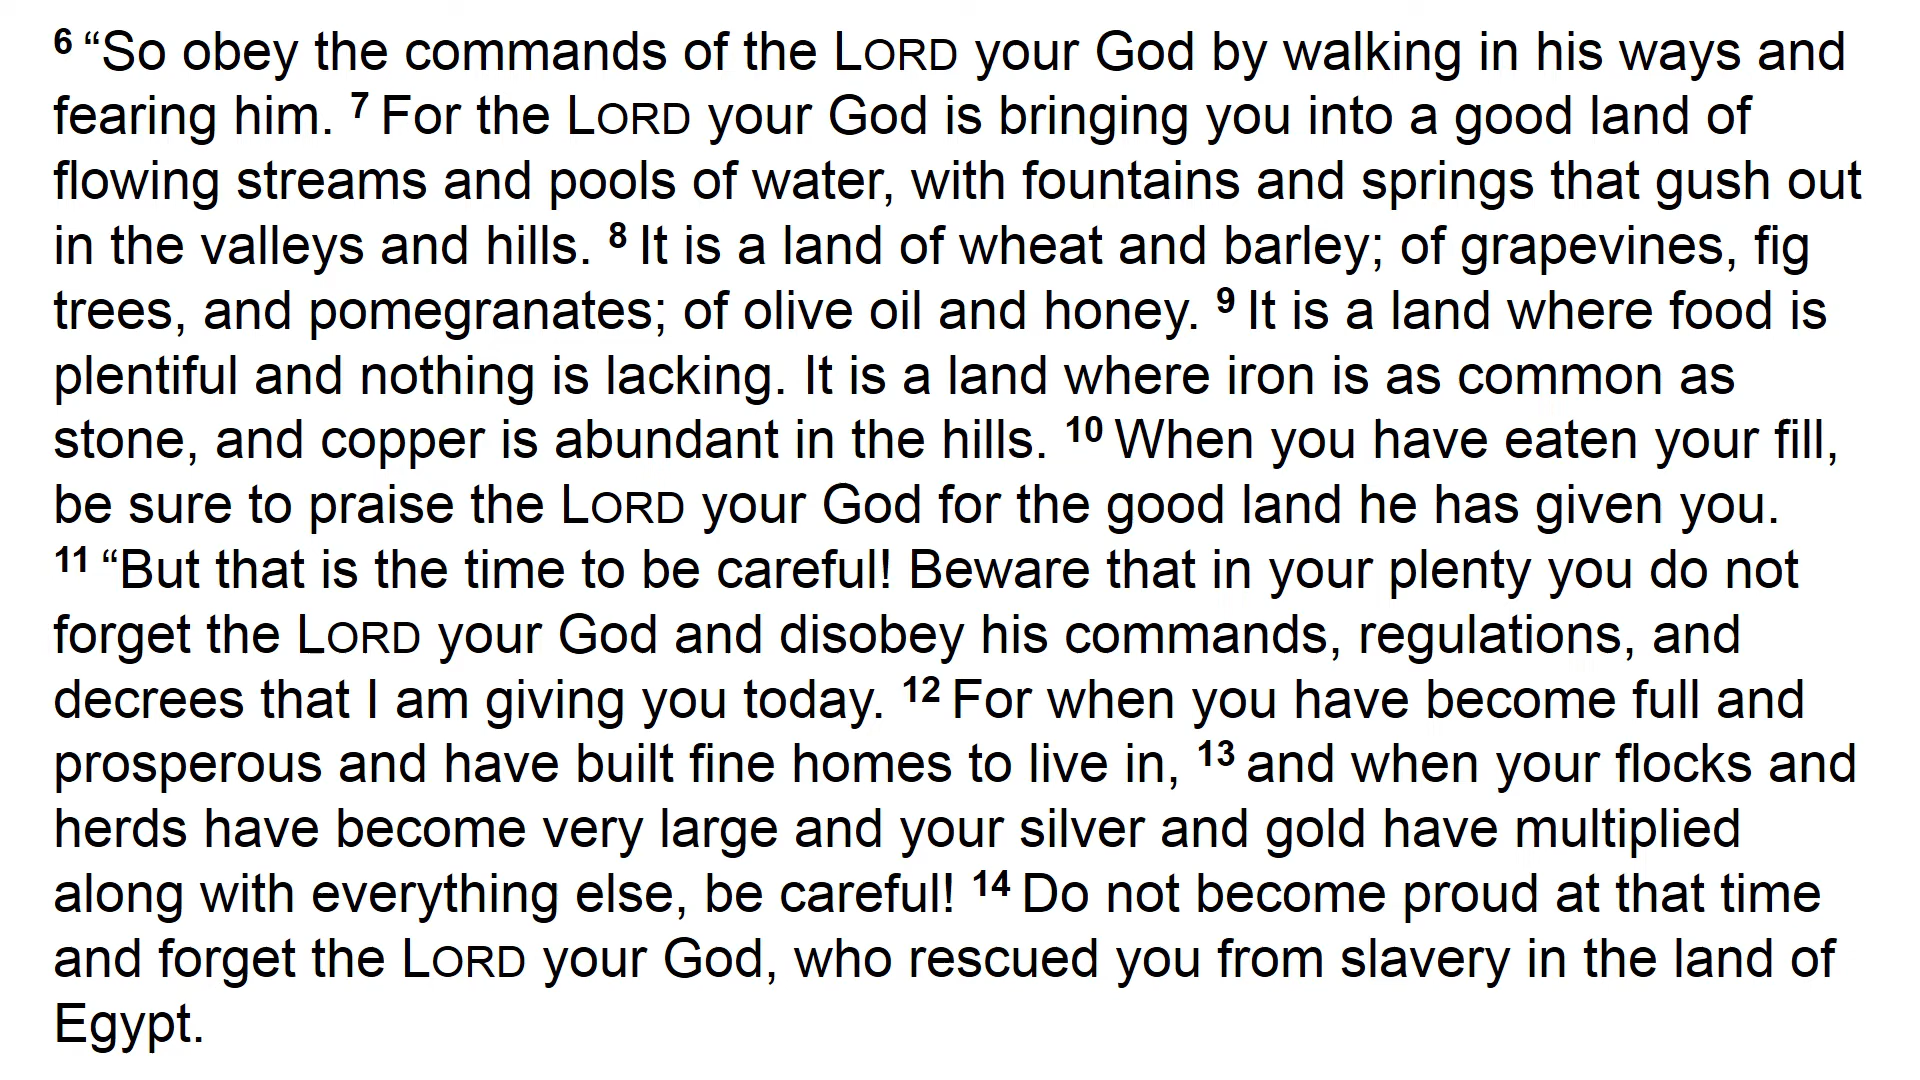 6 “So obey the commands of the LORD your God by walking in his ways and
fearing him. 7 For the LORD your God is bringing you into a good land of
flowing streams and pools of water, with fountains and springs that gush out
in the valleys and hills. 8 It is a land of wheat and barley; of grapevines, fig
trees, and pomegranates; of olive oil and honey. 9 It is a land where food is
plentiful and nothing is lacking. It is a land where iron is as common as
stone, and copper is abundant in the hills. 10 When you have eaten your fill,
be sure to praise the LORD your God for the good land he has given you.
11 “But that is the time to be careful! Beware that in your plenty you do not
forget the LORD your God and disobey his commands, regulations, and
decrees that I am giving you today. 12 For when you have become full and
prosperous and have built fine homes to live in, 13 and when your flocks and
herds have become very large and your silver and gold have multiplied
along with everything else, be careful! 14 Do not become proud at that time
and forget the LORD your God, who rescued you from slavery in the land of
Egypt.